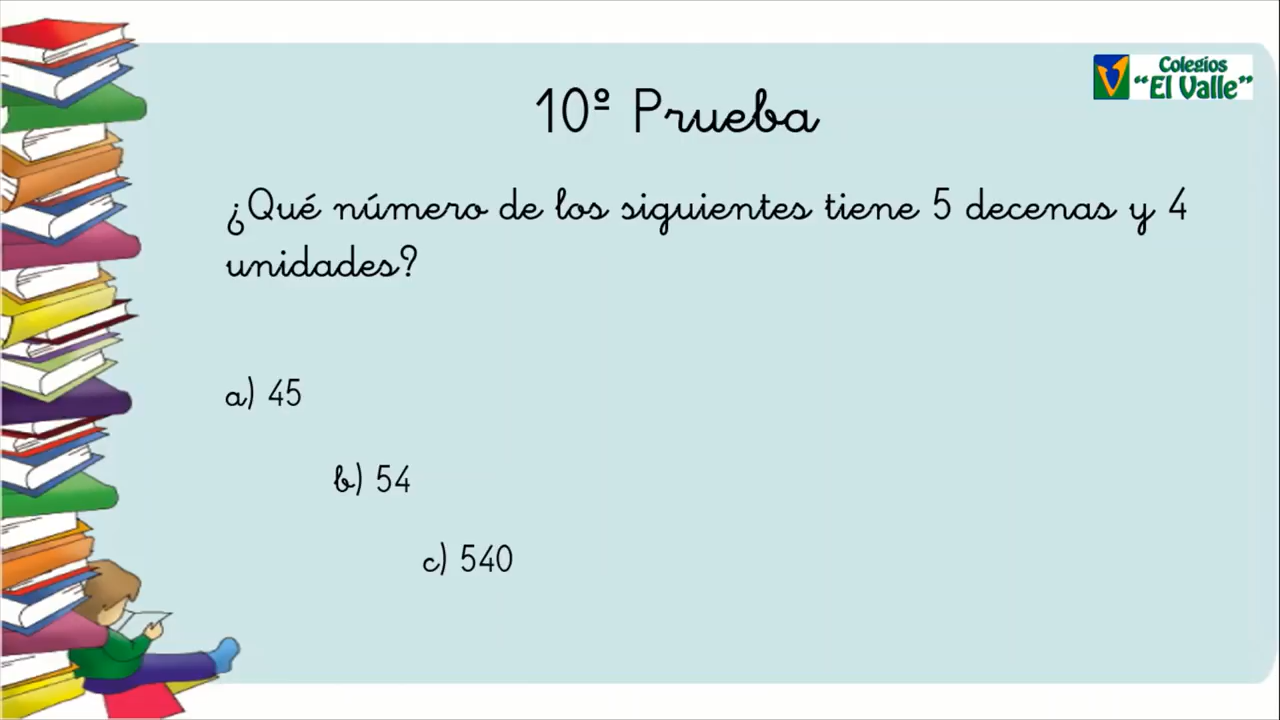 Colegios
"El Valle"
10º Prueba
¿Qué número de los siguientes tiene 5 decenas y 4
unidades?
a) 45
b) 54
c) 540